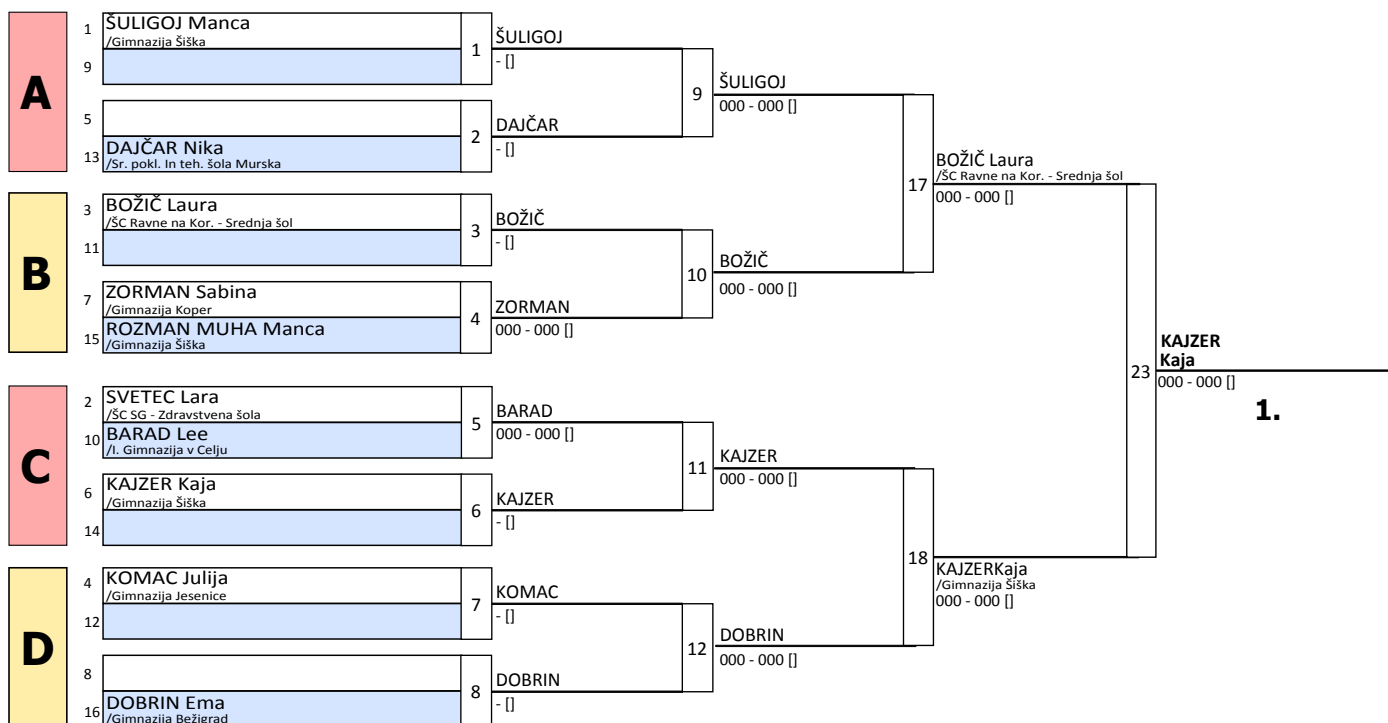 A
1 ŠULIGOJ Manca
/Gimnazija Šiška
9
1
ŠULIGOJ
- []
5
13 DAJČAR Nika
/Sr. pokl. In teh. šola Murska
2
DAJČAR
- []
9
ŠULIGOJ
000 - 000 []
B
3 BOŽIČ Laura
/ŠC Ravne na Kor. - Srednja šol
11
3
BOŽIČ
- []
7 ZORMAN Sabina
/Gimnazija Koper
15 ROZMAN MUHA Manca
/Gimnazija Šiška
4
ZORMAN
000 - 000 []
10
BOŽIČ
000 - 000 []
17
BOŽIČ Laura
/ŠC Ravne na Kor. - Srednja šol
000 - 000 []
C
2 SVETEC Lara
/ŠC SG - Zdravstvena šola
10 BARAD Lee
/I. Gimnazija v Celju
5
BARAD
000 - 000 []
6 KAJZER Kaja
/Gimnazija Šiška
14
6
KAJZER
- []
11
KAJZER
000 - 000 []
D
4 KOMAC Julija
/Gimnazija Jesenice
12
7
KOMAC
- []
8
16 DOBRIN Ema
/Gimnazija Bežigrad
8
DOBRIN
- []
12
DOBRIN
000 - 000 []
18
KAJZERKaja
/Gimnazija Šiška
000 - 000 []
23
KAJZER
Kaja
000 - 000 []
1.